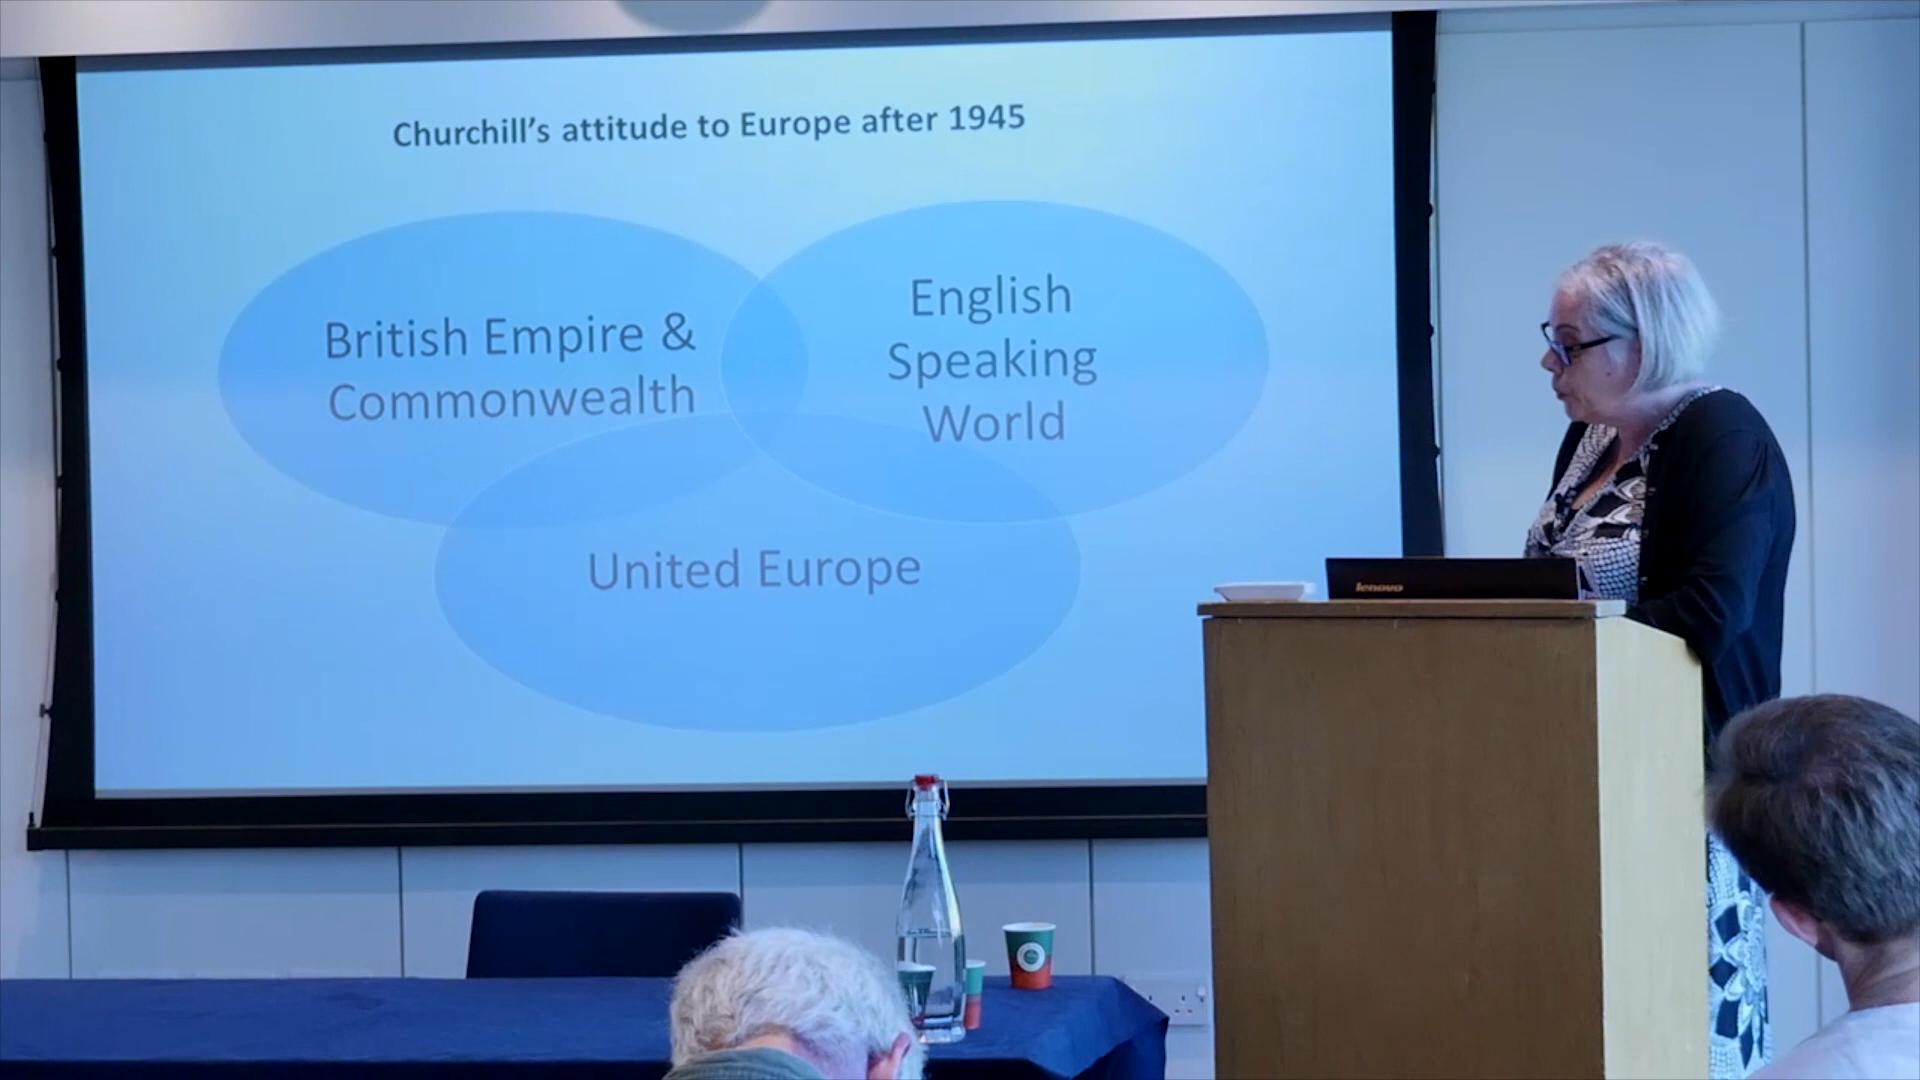 Churchill’s attitude to Europe after 1945
British Empire &
Commonwealth
English
Speaking
World
United Europe
lenovo